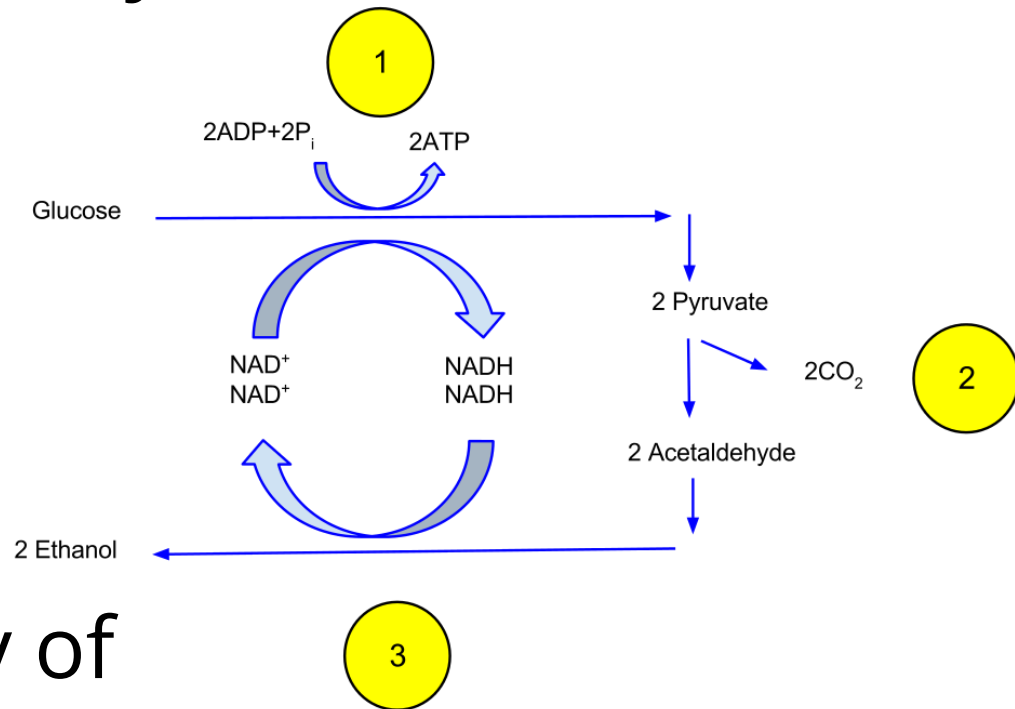 1
2ADP+2Pᵢ
2ATP
Glucose
2 Pyruvate
NAD⁺
NAD⁺
NADH
NADH
2CO₂
2
2 Acetaldehyde
2 Ethanol
3
of